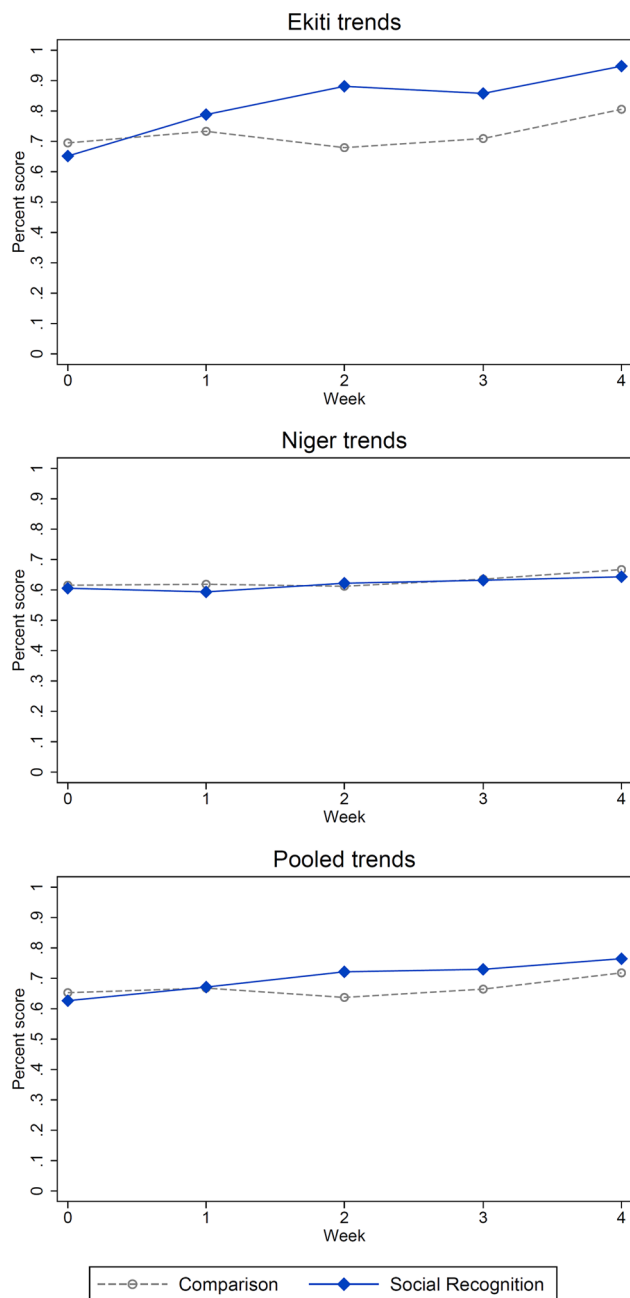 Ekiti trends
Percent score
1
.9
.8
.7
.6
.5
.4
.3
.2
.1
0
0 1 2 3 4
Week
Niger trends
Percent score
1
.9
.8
.7
.6
.5
.4
.3
.2
.1
0
0 1 2 3 4
Week
Pooled trends
Percent score
1
.9
.8
.7
.6
.5
.4
.3
.2
.1
0
0 1 2 3 4
Week
Comparison Social Recognition